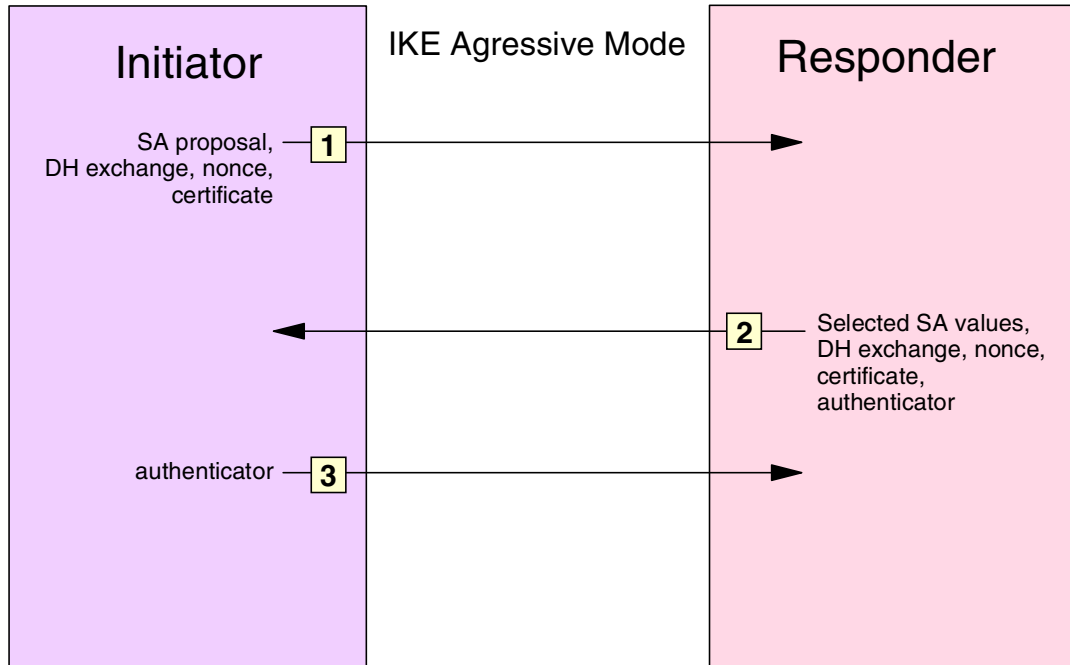 Initiator
IKE Agressive Mode
Responder
SA proposal,
DH exchange, nonce,
certificate
1
2
Selected SA values,
DH exchange, nonce,
certificate,
authenticator
authenticator
3